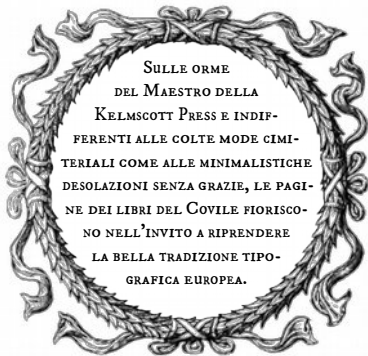 Sulle orme
del Maestro della
Kelmscott Press e indif-
ferenti alle colte mode cimi-
teriali come alle minimalistiche
desolazioni senza grazie, le pagi-
ne dei libri del Covile fiorisco-
no nell'invito a riprendere
la bella tradizione tipo-
grafica europea.